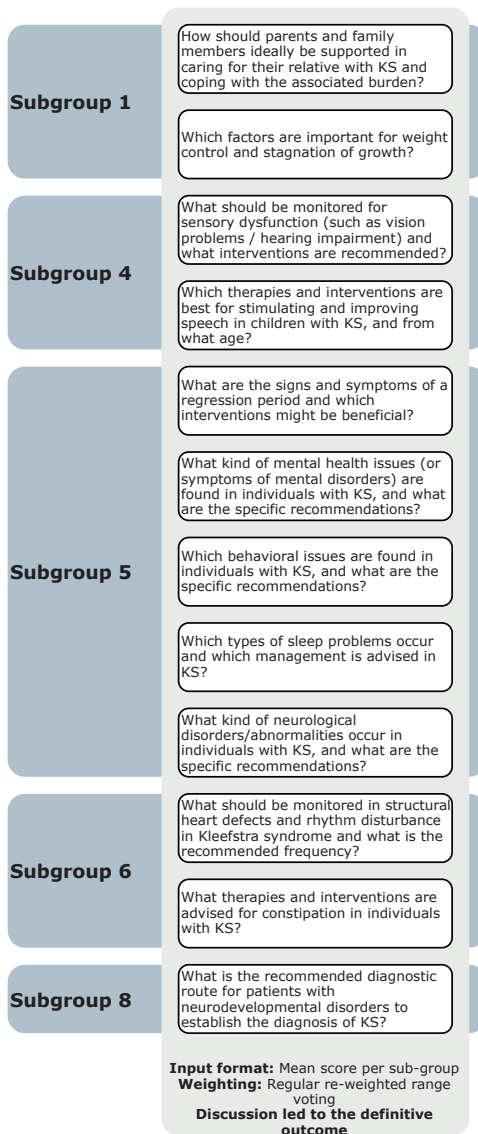 How should parents and family
members ideally be supported in
caring for their relative with KS and
coping with the associated burden?
Subgroup 1
Which factors are important for weight
control and stagnation of growth?
What should be monitored for
sensory dysfunction (such as vision
problems / hearing impairment) and
what interventions are recommended?
Subgroup 4
Which therapies and interventions are
best for stimulating and improving
speech in children with KS, and from
what age?
What are the signs and symptoms of a
regression period and which
interventions might be beneficial?
What kind of mental health issues (or
symptoms of mental disorders) are
found in individuals with KS, and what
are the specific recommendations?
Subgroup 5
Which behavioral issues are found in
individuals with KS, and what are the
specific recommendations?
Which types of sleep problems occur
and which management is advised in
KS?
What kind of neurological
disorders/abnormalities occur in
individuals with KS, and what are the
specific recommendations?
What should be monitored in structural
heart defects and rhythm disturbance
in Kleefstra syndrome and what is the
recommended frequency?
Subgroup 6
What therapies and interventions are
advised for constipation in individuals
with KS?
Subgroup 8
What is the recommended diagnostic
route for patients with
neurodevelopmental disorders to
establish the diagnosis of KS?
Input format: Mean score per sub-group
Weighting: Regular re-weighted range
voting
Discussion led to the definitive
outcome